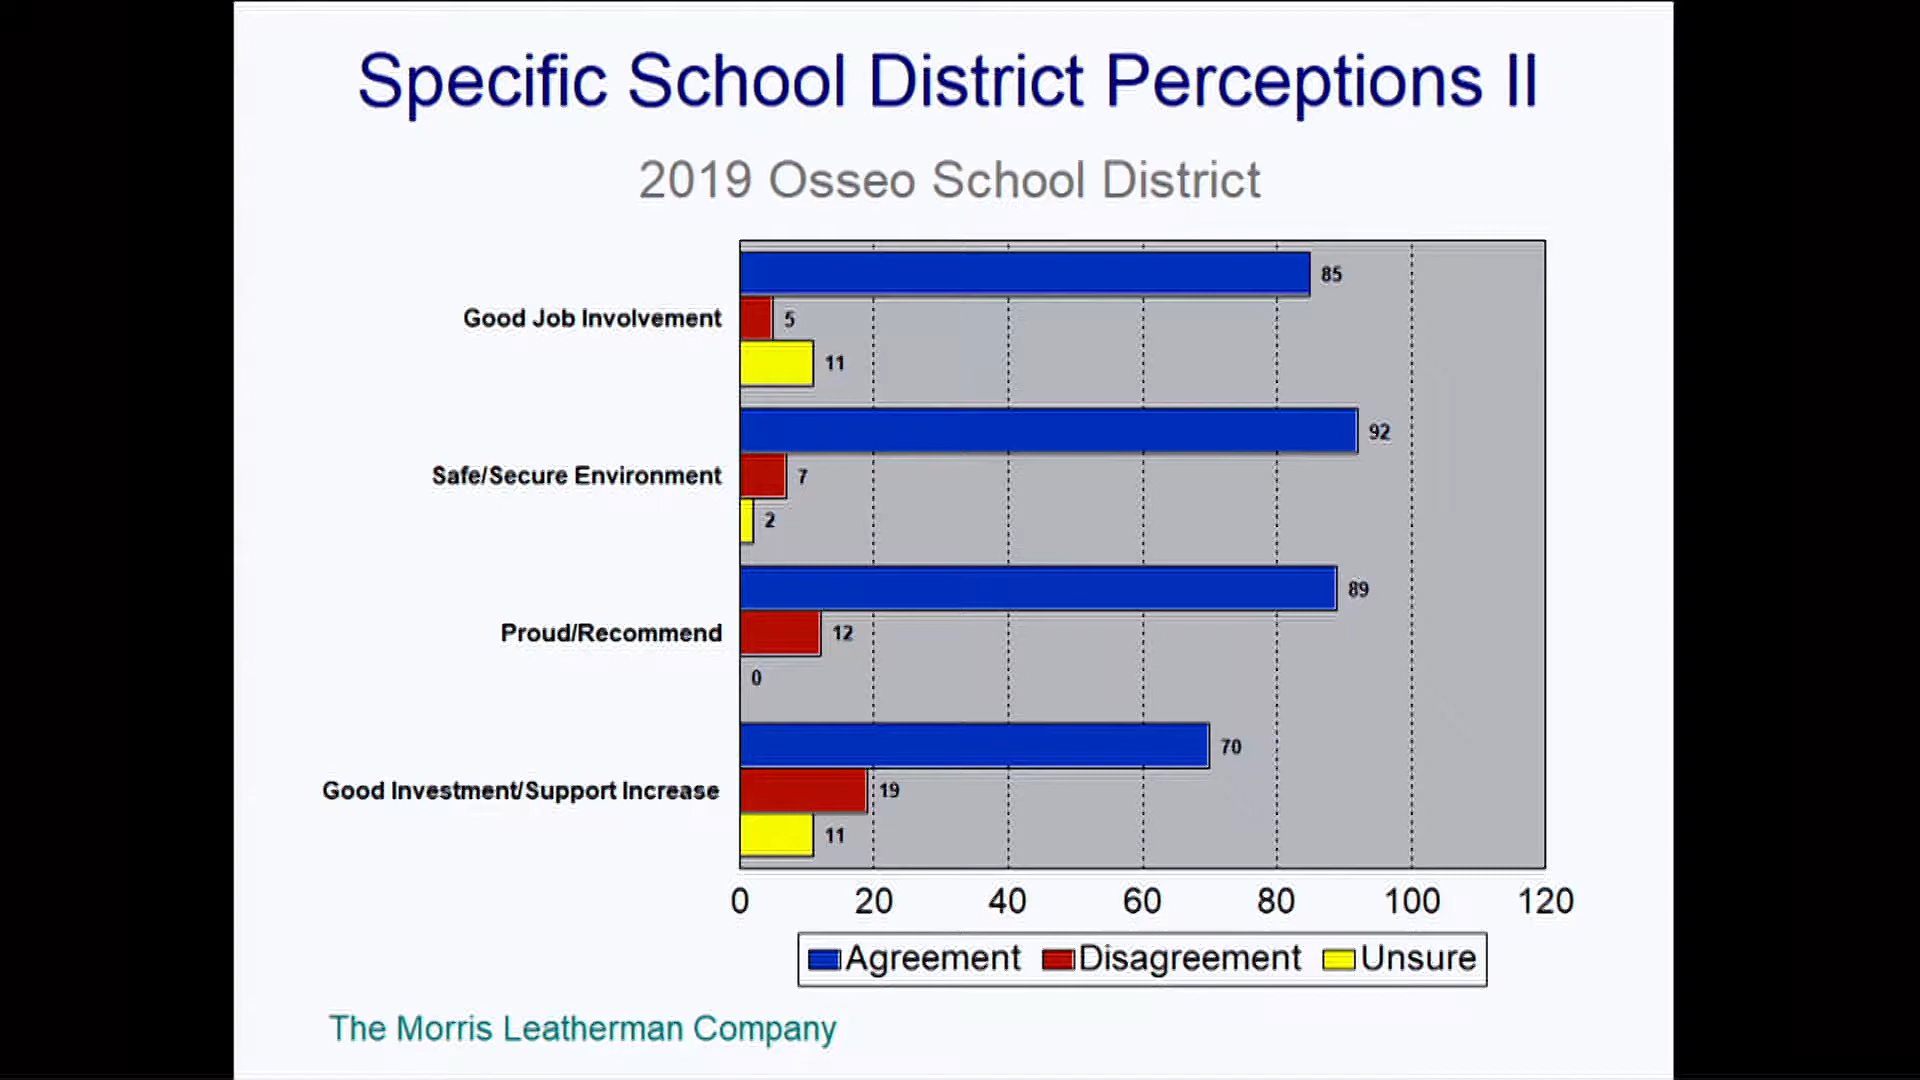 Specific School District Perceptions II
2019 Osseo School District
85
Good Job Involvement
5
11
92
Safe/Secure Environment
7
2
89
Proud/Recommend
12
0
70
Good Investment/Support Increase
19
11
0 20 40 60 80 100 120
Agreement Disagreement Unsure
The Morris Leatherman Company